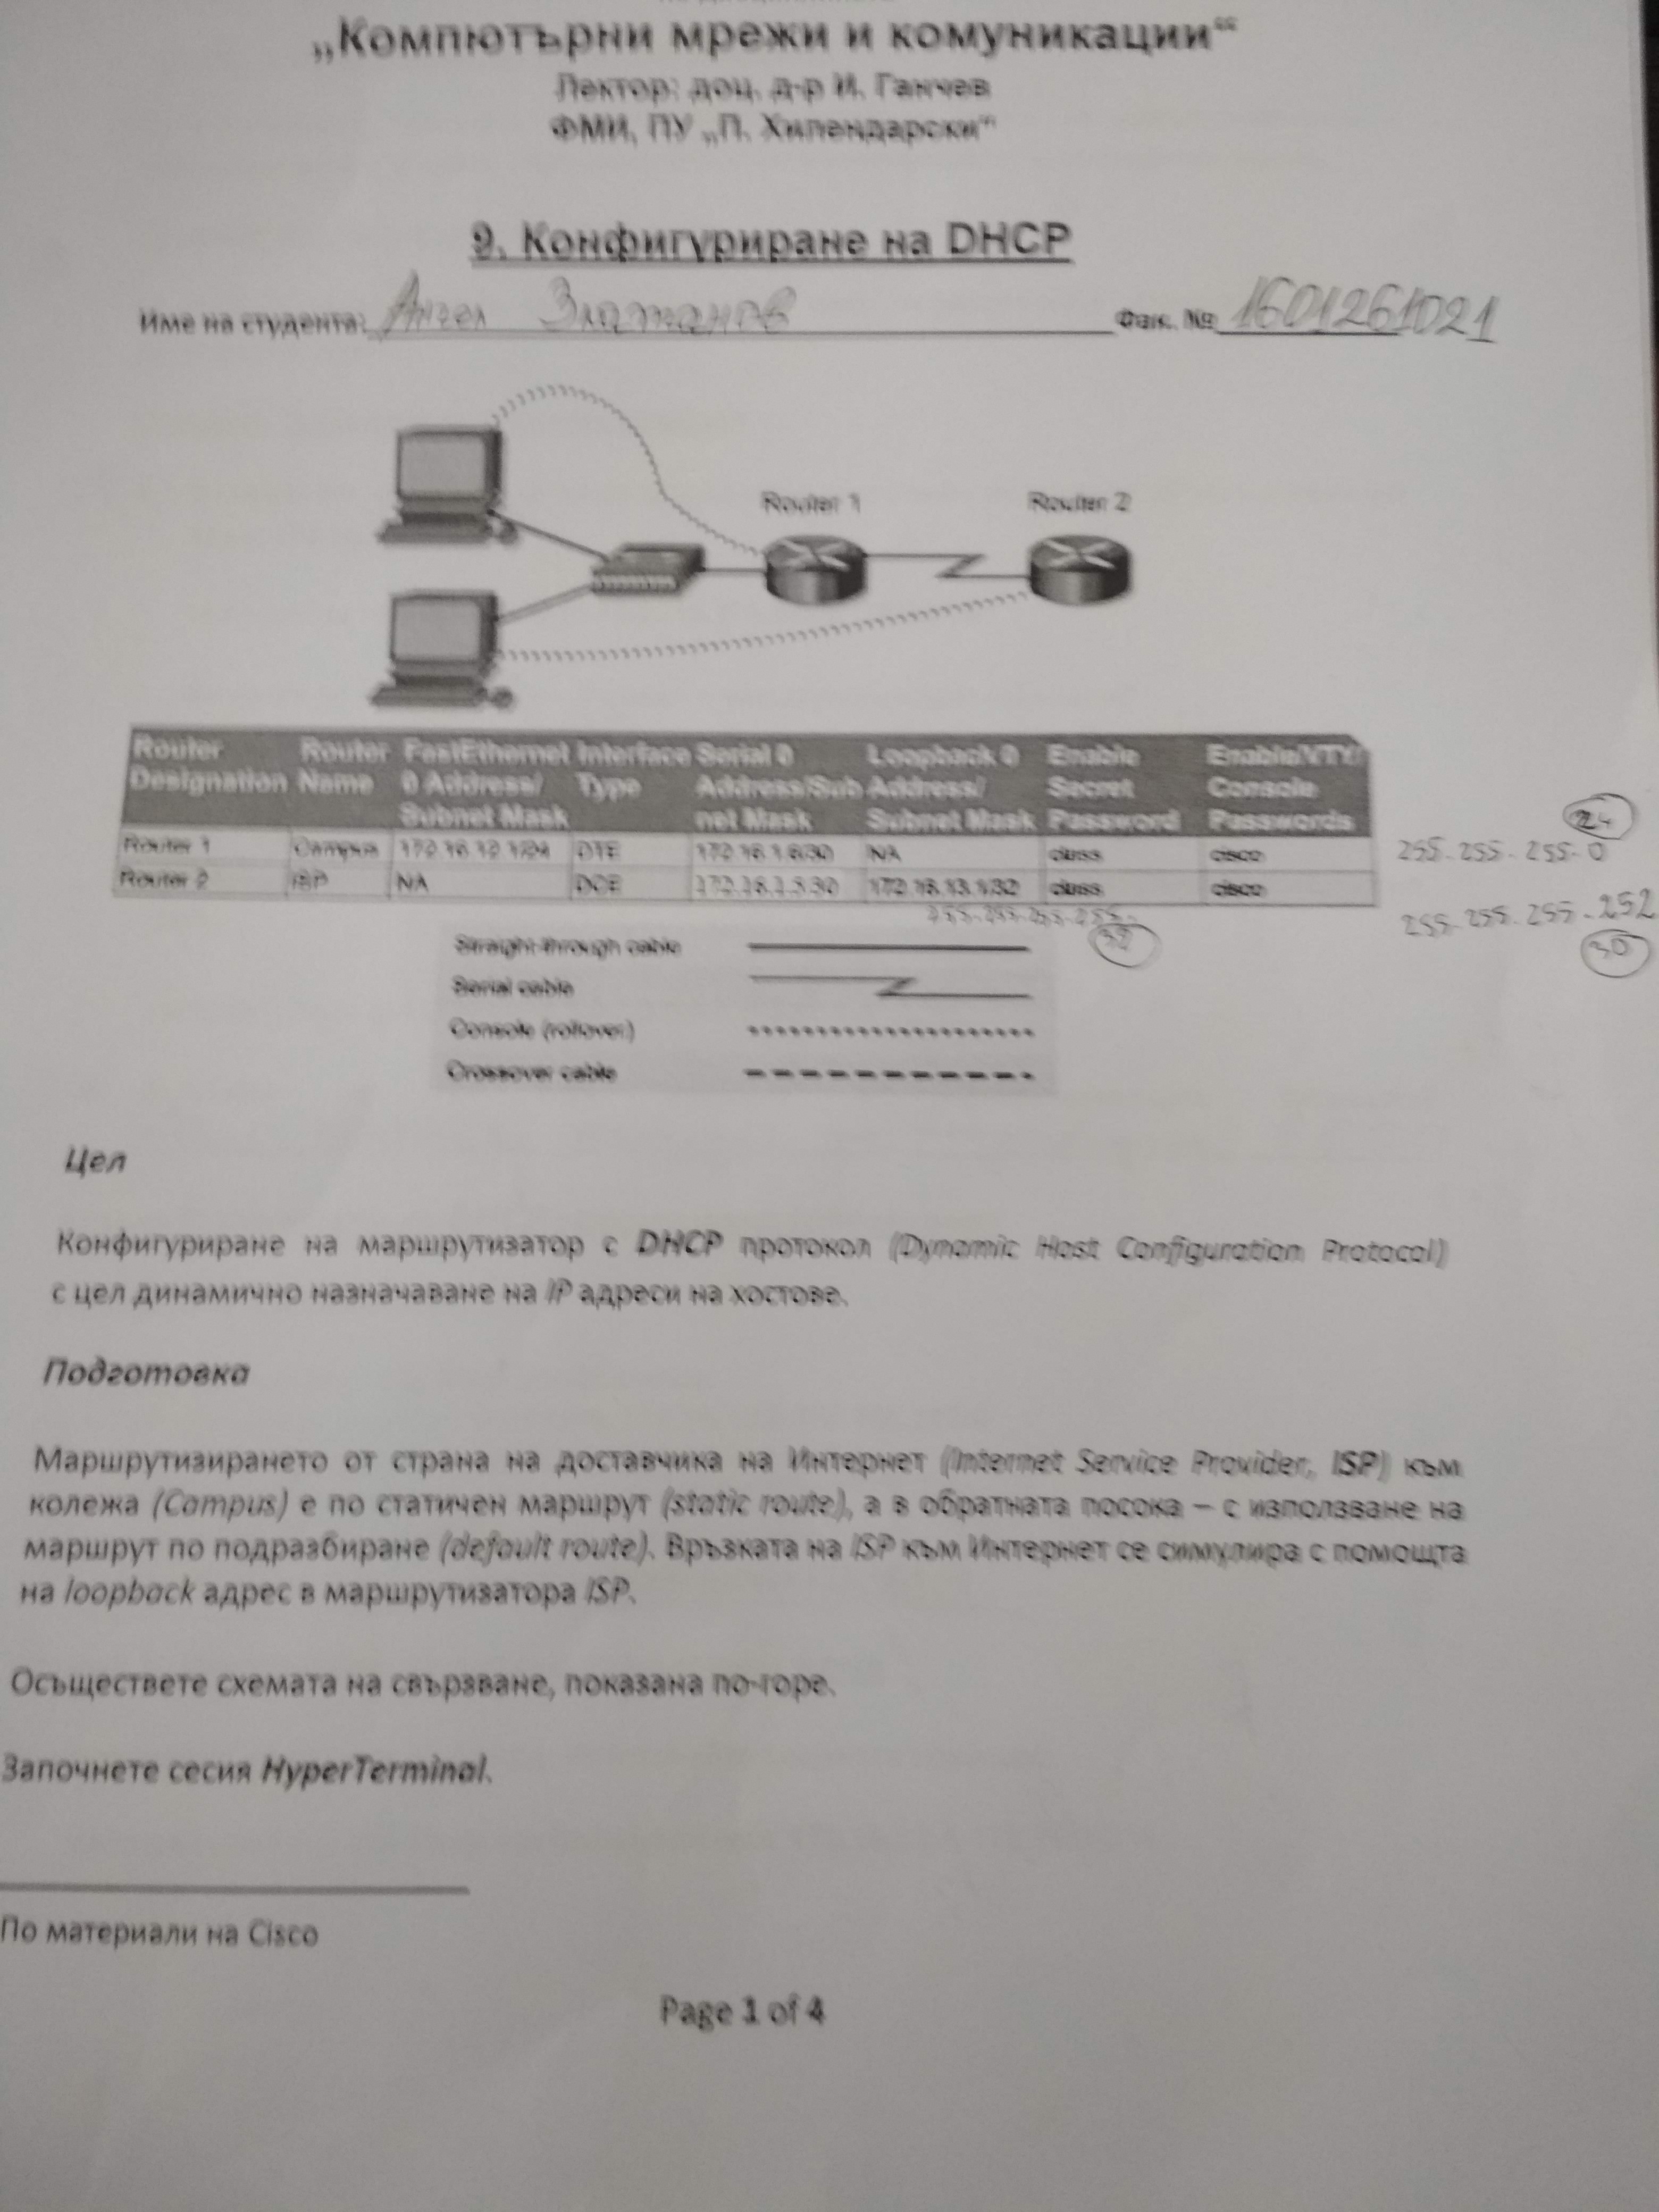 „Компютърни мрежи и комуникации“
Лектор: доц. д-р И. Ганчев
ФМИ, ПУ „П. Хилендарски“
9. Конфигуриране на DHCP
Име на студента: Ангел Златанов Фак. № 1601261021
Router 1 Router 2
Router Designation Router Name FastEthernet 0 Address/ Subnet Mask Interface Type Serial 0 Address/Sub net Mask Loopback 0 Address/ Subnet Mask Enable Secret Password Enable/VTY/ Console Passwords
Router 1 Campus 172.16.12.1/24 DTE 172.16.1.6/30 NA class cisco
Router 2 ISP NA DCE 172.16.1.5/30 172.16.13.1/32 class cisco
24
255.255.255.0
255.255.255.255
32
255.255.255.252
30
Straight-through cable
Serial cable
Console (rollover)
Crossover cable
Цел
Конфигуриране на маршрутизатор с DHCP протокол (Dynamic Host Configuration Protocol)
с цел динамично назначаване на IP адреси на хостове.
Подготовка
Маршрутизирането от страна на доставчика на Интернет (Internet Service Provider, ISP) към
колежа (Campus) е по статичен маршрут (static route), а в обратната посока – с използване на
маршрут по подразбиране (default route). Връзката на ISP към Интернет се симулира с помощта
на loopback адрес в маршрутизатора ISP.
Осъществете схемата на свързване, показана по-горе.
Започнете сесия HyperTerminal.
По материали на Cisco
Page 1 of 4